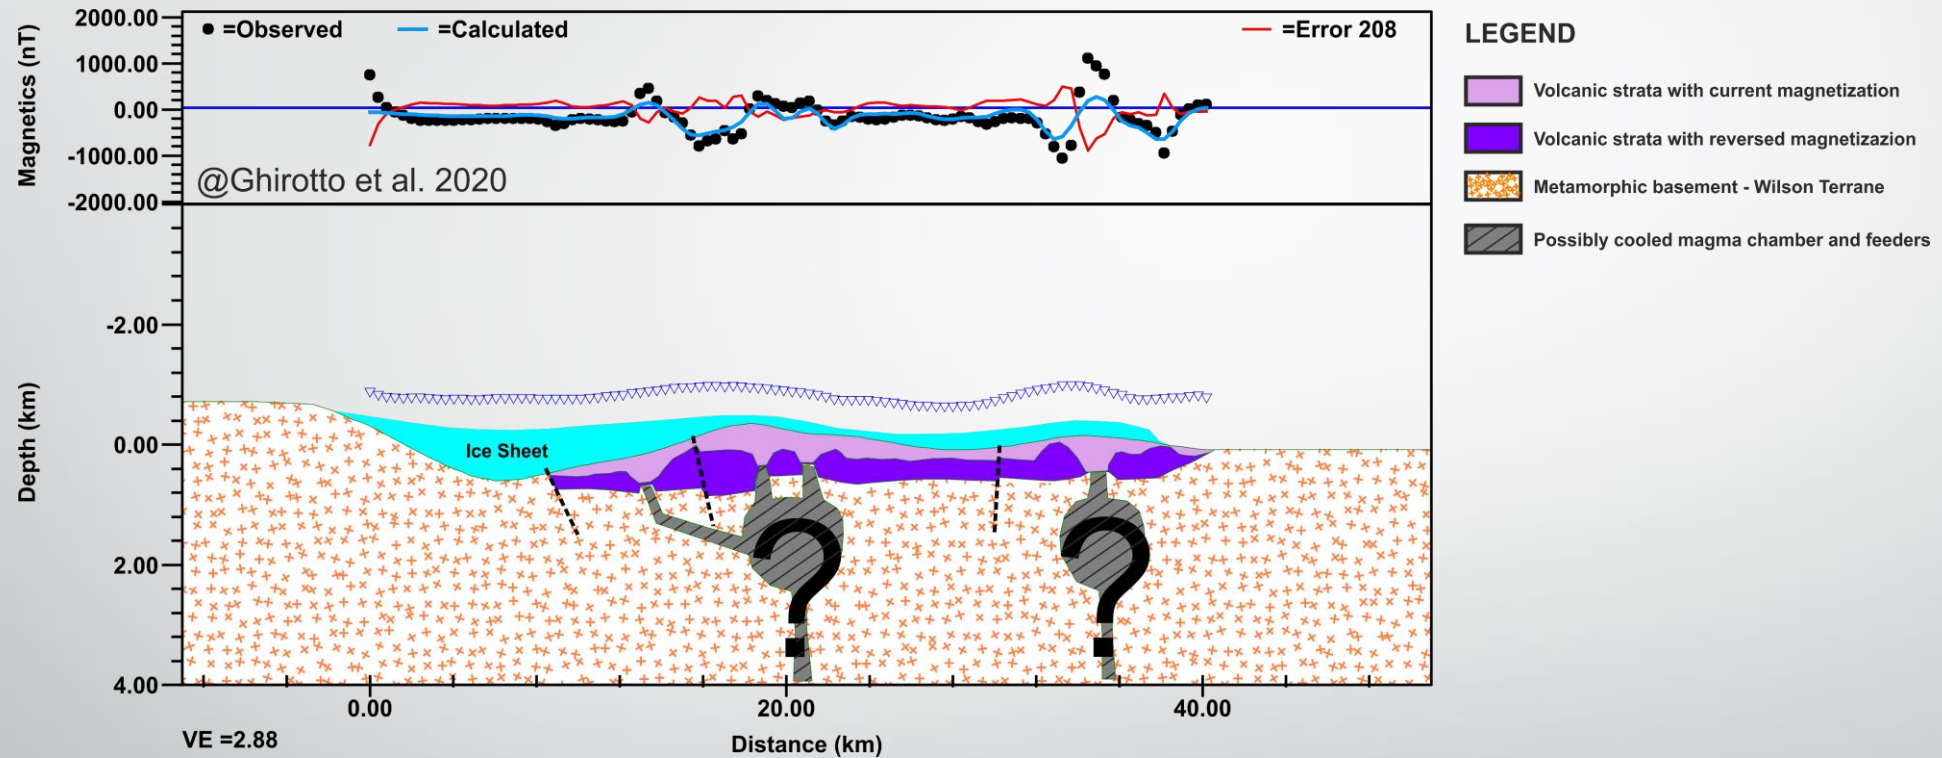 2000.00
1000.00
0.00
-1000.00
-2000.00
Magnetics (nT)
=Observed
=Calculated
=Error 208
@Ghirotto et al. 2020
-2.00
0.00
2.00
4.00
Depth (km)
Ice Sheet
?
?
0.00
20.00
40.00
VE =2.88
Distance (km)
LEGEND
Volcanic strata with current magnetization
Volcanic strata with reversed magnetizazion
Metamorphic basement - Wilson Terrane
Possibly cooled magma chamber and feeders